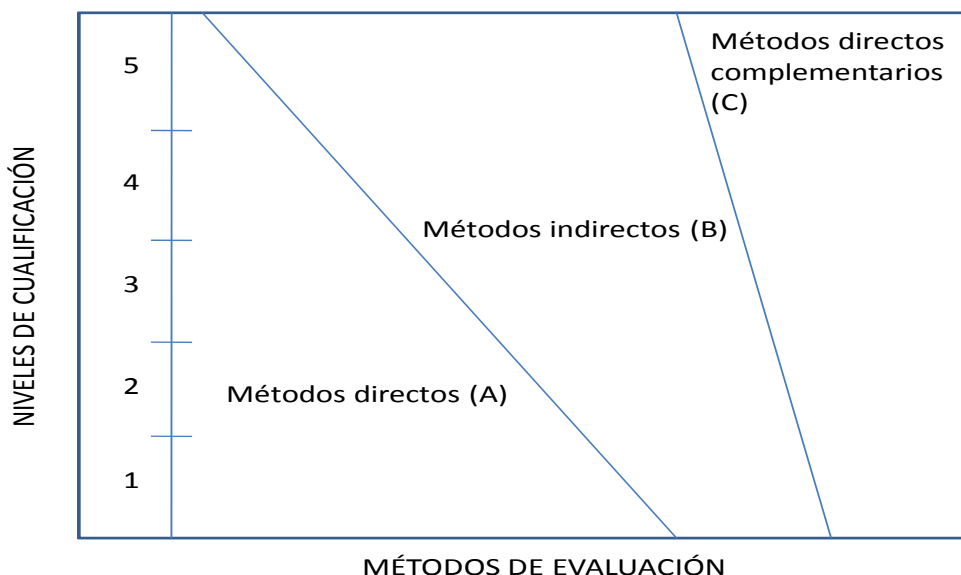 Métodos directos
complementarios
(C)
5
4
Métodos indirectos (B)
3
Métodos directos (A)
2
1
NIVELES DE CUALIFICACIÓN
MÉTODOS DE EVALUACIÓN